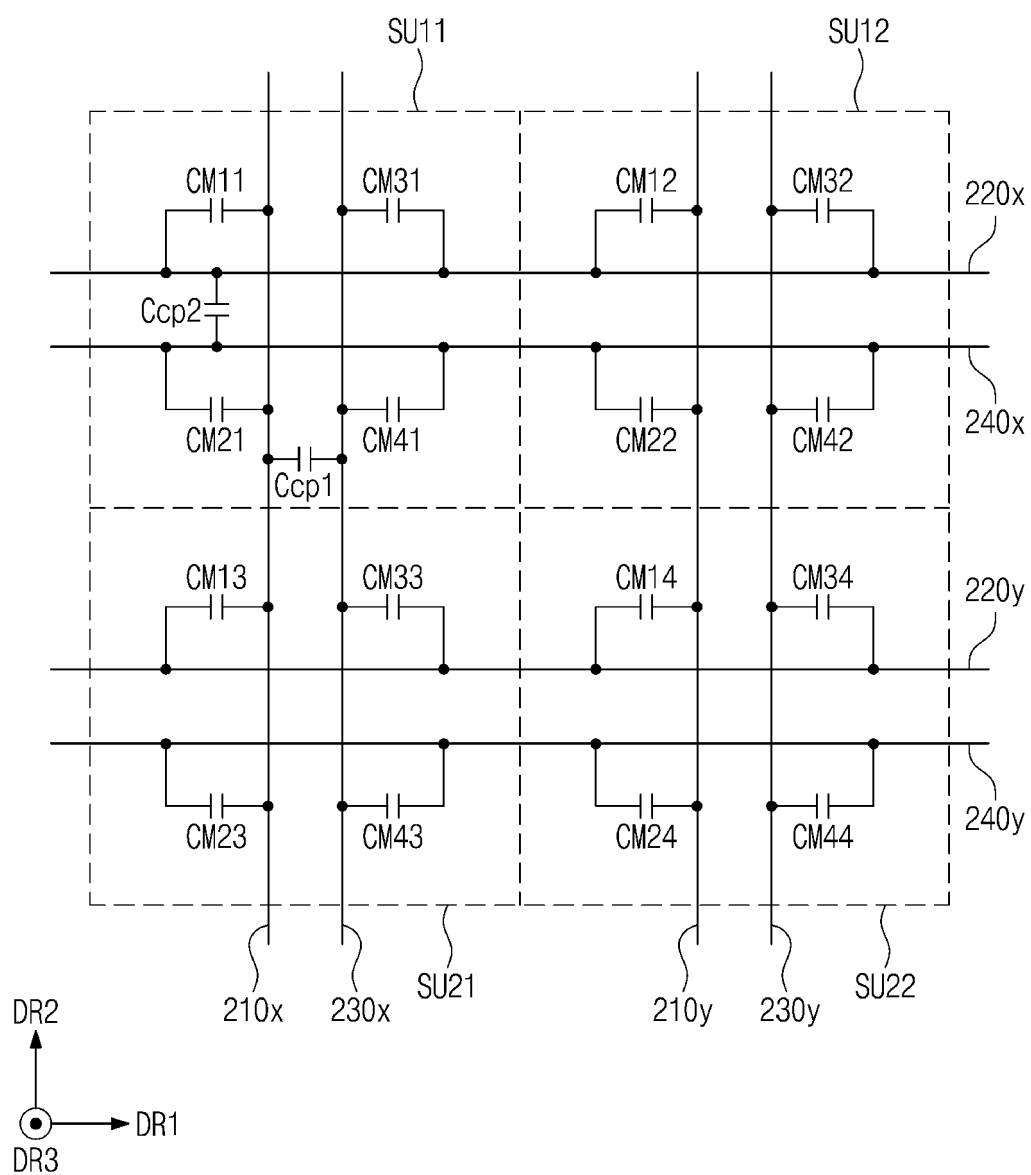 SU11 SU12
CM11 CM31 CM12 CM32
220x
Ccp2
CM21 CM41 CM22 CM42
240x
Ccp1
CM13 CM33 CM14 CM34
220y
CM23 CM43 CM24 CM44
240y
SU21 SU22
210x 230x 210y 230y
DR2
DR1
DR3